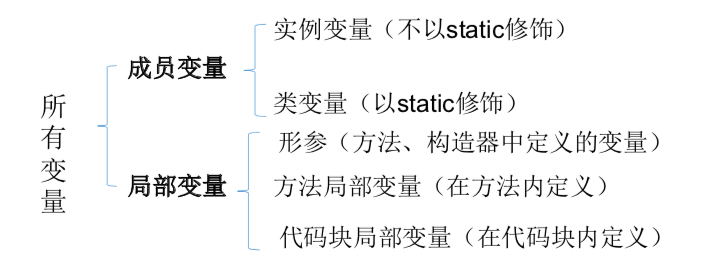 所有变量
成员变量
实例变量（不以static修饰）
类变量（以static修饰）
局部变量
形参（方法、构造器中定义的变量）
方法局部变量（在方法内定义）
代码块局部变量（在代码块内定义）